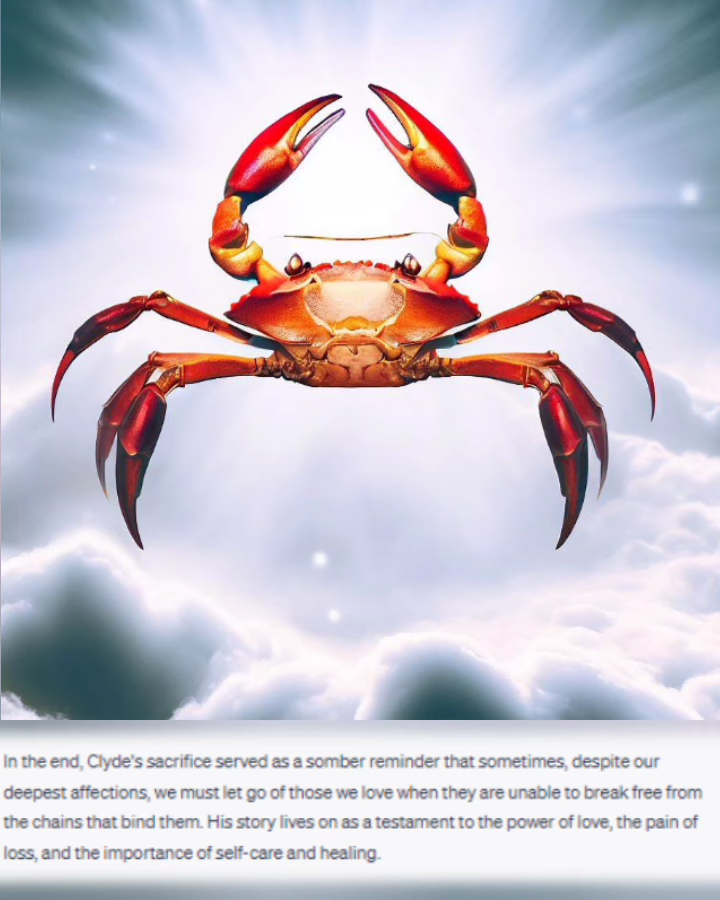 In the end, Clyde's sacrifice served as a somber reminder that sometimes, despite our
deepest affections, we must let go of those we love when they are unable to break free from
the chains that bind them. His story lives on as a testament to the power of love, the pain of
loss, and the importance of self-care and healing.